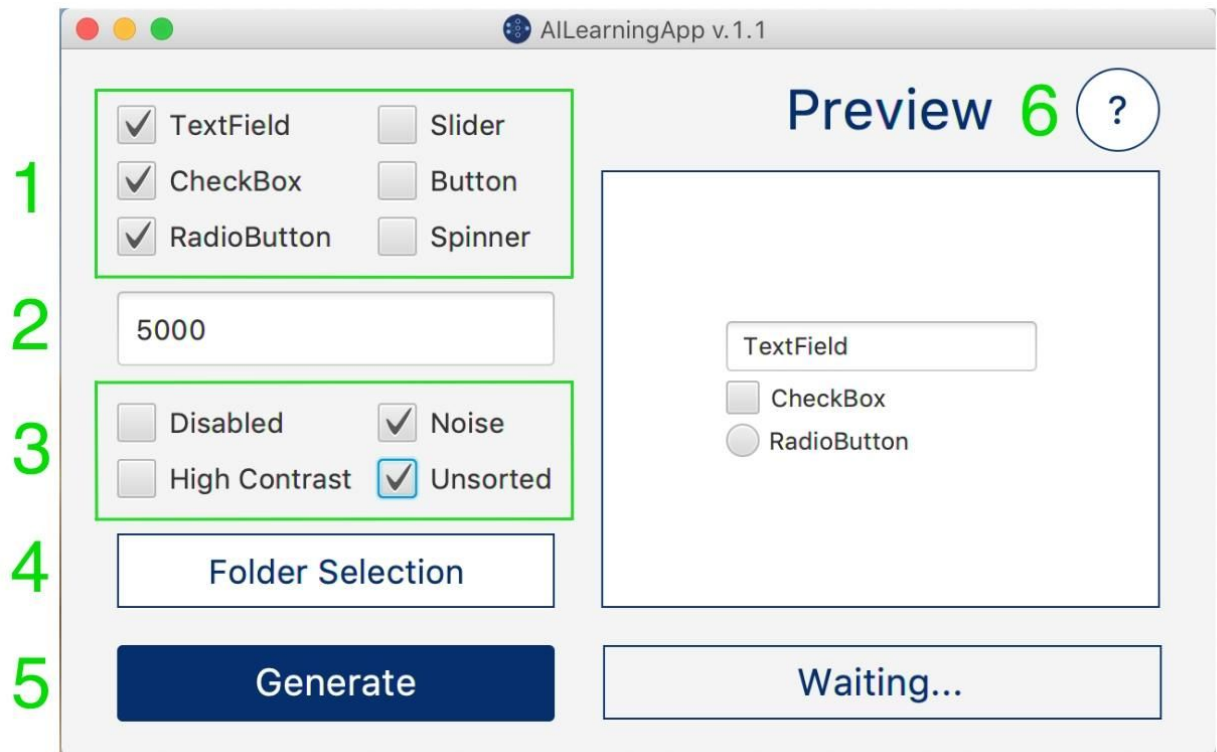 AILearningApp v.1.1
1
TextField
Slider
CheckBox
Button
RadioButton
Spinner
2
5000
3
Disabled
Noise
High Contrast
Unsorted
4
Folder Selection
5
Generate
Preview
6
?
TextField
CheckBox
RadioButton
Waiting...